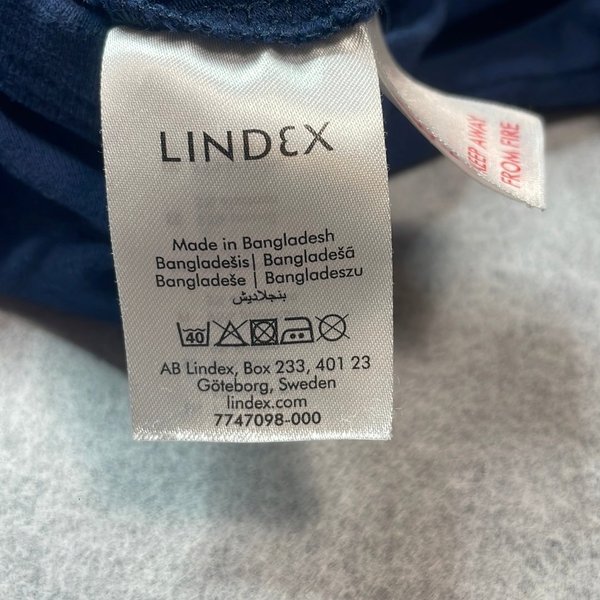 LINDEX
Made in Bangladesh
Bangladešis| Bangladešā
Bangladeše | Bangladeszu
بنجلاديش
40
AB Lindex, Box 233, 401 23
Göteborg, Sweden
lindex.com
7747098-000
KEEP AWAY
FROM FIRE